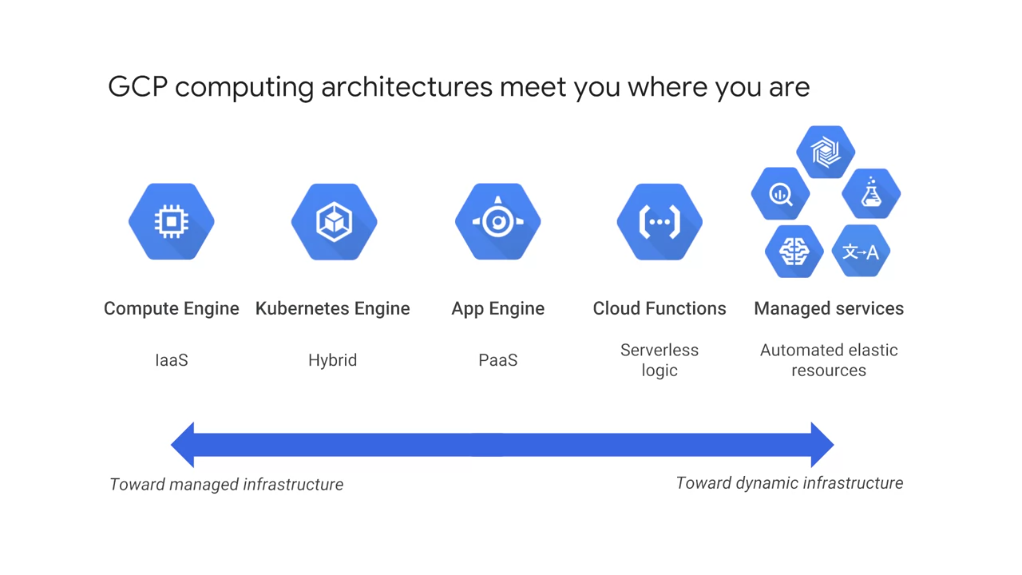 GCP computing architectures meet you where you are
文→A
Compute Engine
Kubernetes Engine
App Engine
Cloud Functions
Managed services
IaaS
Hybrid
PaaS
Serverless
logic
Automated elastic
resources
Toward managed infrastructure
Toward dynamic infrastructure